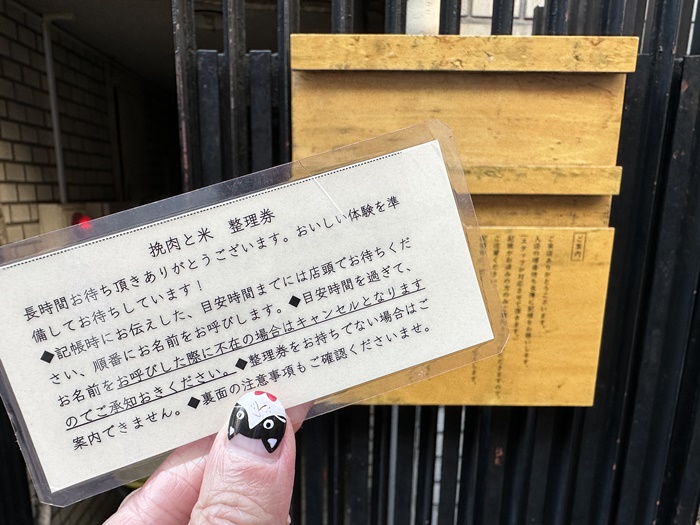 挽肉と米　整理券
長時間お待ち頂きありがとうございます。おいしい体験を準
備してお待ちしています！
◆記帳時にお伝えした、目安時間までには店頭でお待ちくだ
さい、順番にお名前をお呼びします。◆目安時間を過ぎて、
お名前をお呼びした際に不在の場合はキャンセルとなります
のでご承知おきください。◆整理券をお持ちでない場合はご
案内できません。◆裏面の注意事項もご確認くださいませ。
ご案内